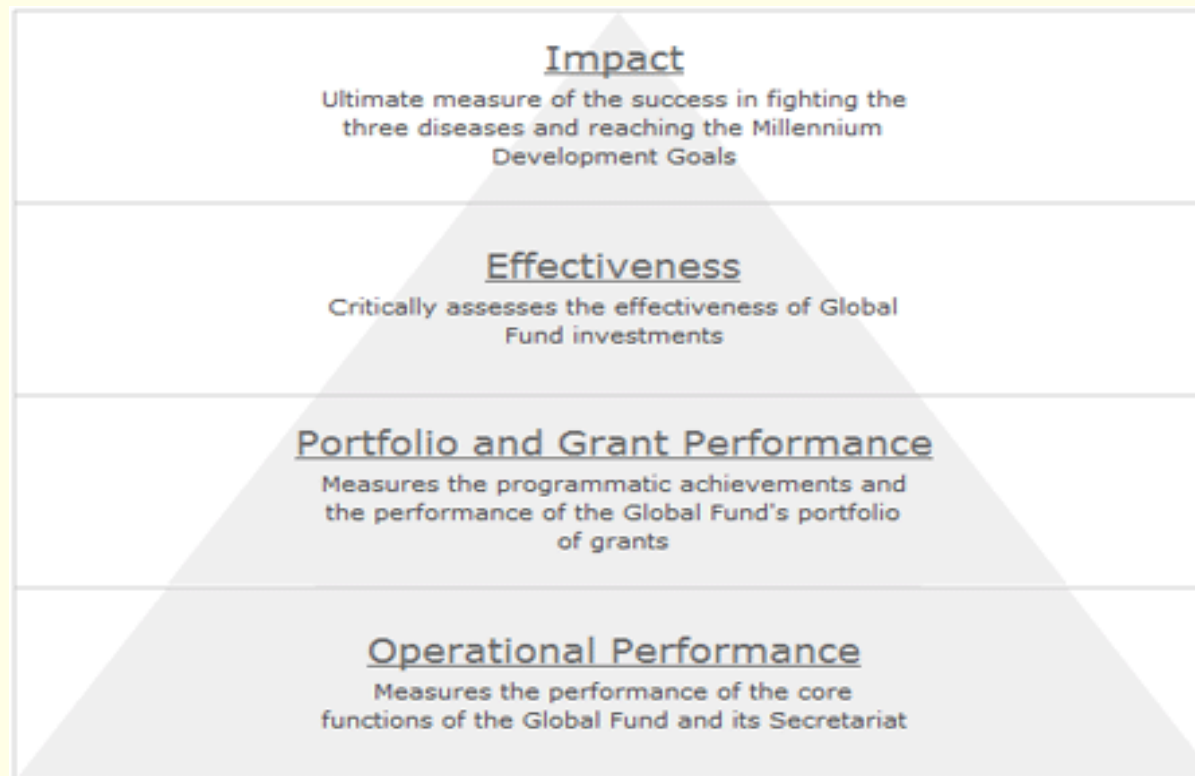 Impact
Ultimate measure of the success in fighting the
three diseases and reaching the Millennium
Development Goals
Effectiveness
Critically assesses the effectiveness of Global
Fund investments
Portfolio and Grant Performance
Measures the programmatic achievements and
the performance of the Global Fund's portfolio
of grants
Operational Performance
Measures the performance of the core
functions of the Global Fund and its Secretariat